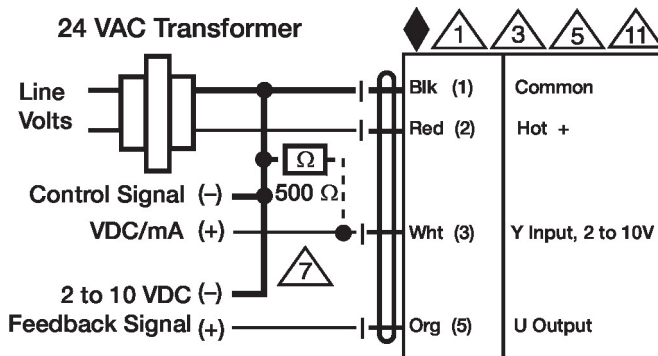 24 VAC Transformer
1 3 5 11
Line Volts
Blk (1) Common
Red (2) Hot +
Ω
500 Ω
Control Signal (–)
VDC/mA (+)
Wht (3) Y Input, 2 to 10V
7
2 to 10 VDC (–)
Feedback Signal (+)
Org (5) U Output